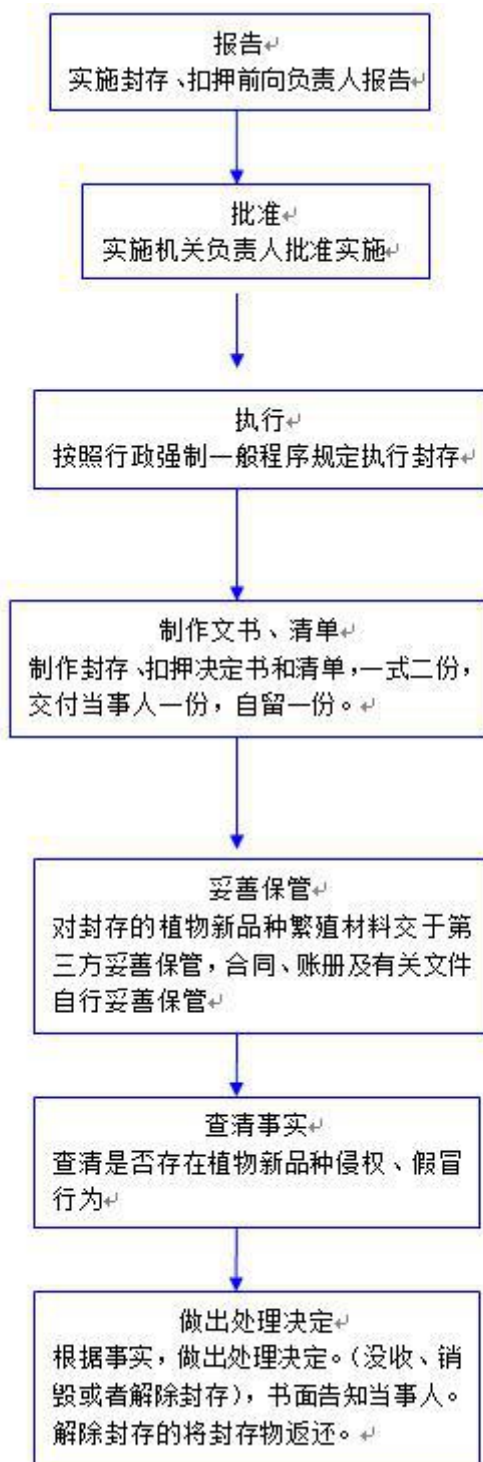 报告
实施封存、扣押前向负责人报告
批准
实施机关负责人批准实施
执行
按照行政强制一般程序规定执行封存
制作文书、清单
制作封存、扣押决定书和清单,一式二份,
交付当事人一份,自留一份。
妥善保管
对封存的植物新品种繁殖材料交于第
三方妥善保管,合同、账册及有关文件
自行妥善保管
查清事实
查清是否存在植物新品种侵权、假冒
行为
做出处理决定
根据事实,做出处理决定。(没收、销
毁或者解除封存),书面告知当事人。
解除封存的将封存物返还。